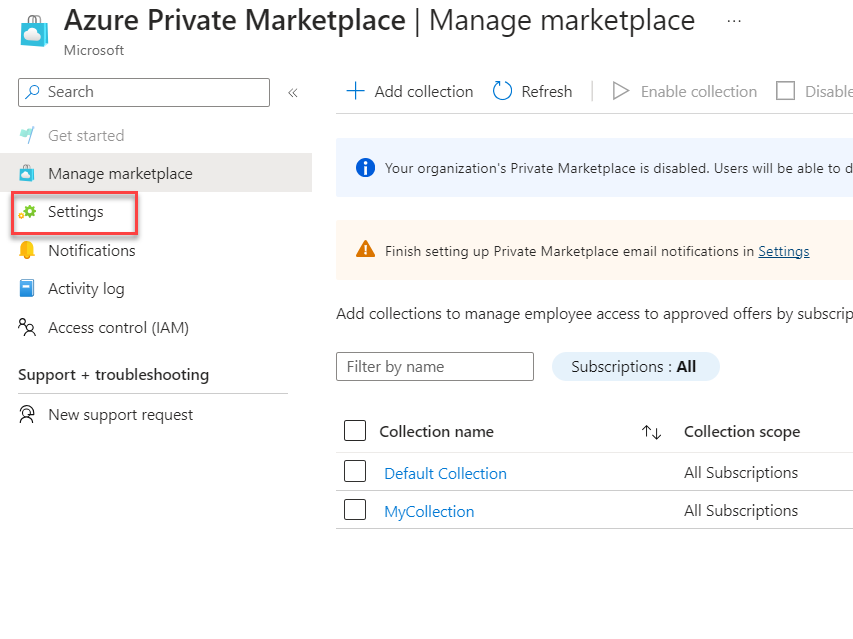 Azure Private Marketplace | Manage marketplace ...
Microsoft
Search
«
Add collection
Refresh
Enable collection
Disable
Get started
Manage marketplace
Settings
Notifications
Activity log
Access control (IAM)
Support + troubleshooting
New support request
Your organization's Private Marketplace is disabled. Users will be able to d
Finish setting up Private Marketplace email notifications in Settings
Add collections to manage employee access to approved offers by subscrip
Filter by name
Subscriptions : All
Collection name
Collection scope
Default Collection
All Subscriptions
MyCollection
All Subscriptions